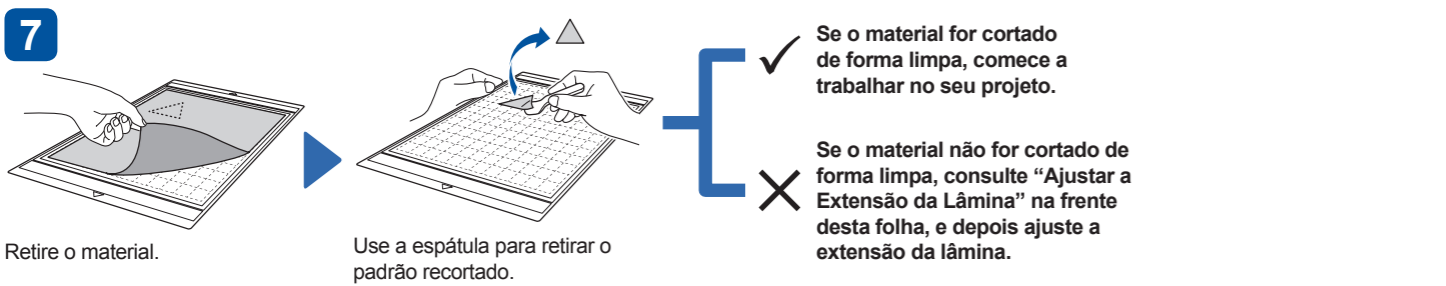 7
Retire o material.
Use a espátula para retirar o
padrão recortado.
Se o material for cortado
de forma limpa, comece a
trabalhar no seu projeto.
Se o material não for cortado de
forma limpa, consulte “Ajustar a
Extensão da Lâmina” na frente
desta folha, e depois ajuste a
extensão da lâmina.